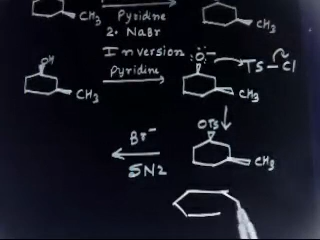 CH3
Pyridine
2. NaBr
CH3
Inversion
OH
Pyridine
:Ö:⁻
TS-Cl
CH3
CH3
OTS
Br⁻
SN2
CH3